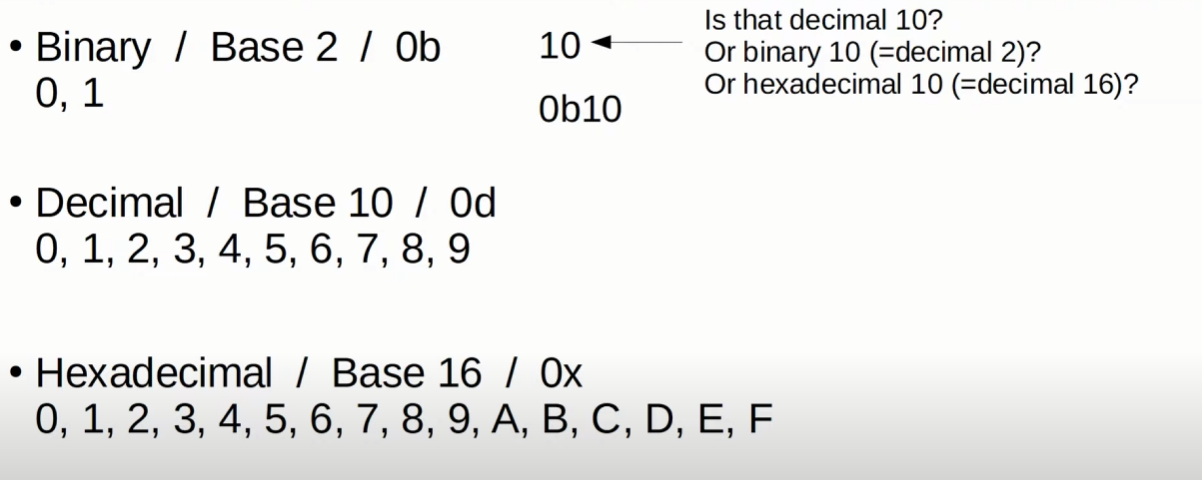 • Binary / Base 2 / 0b
0, 1
10
0b10
Is that decimal 10?
Or binary 10 (=decimal 2)?
Or hexadecimal 10 (=decimal 16)?
• Decimal / Base 10 / 0d
0, 1, 2, 3, 4, 5, 6, 7, 8, 9
• Hexadecimal / Base 16 / 0x
0, 1, 2, 3, 4, 5, 6, 7, 8, 9, A, B, C, D, E, F